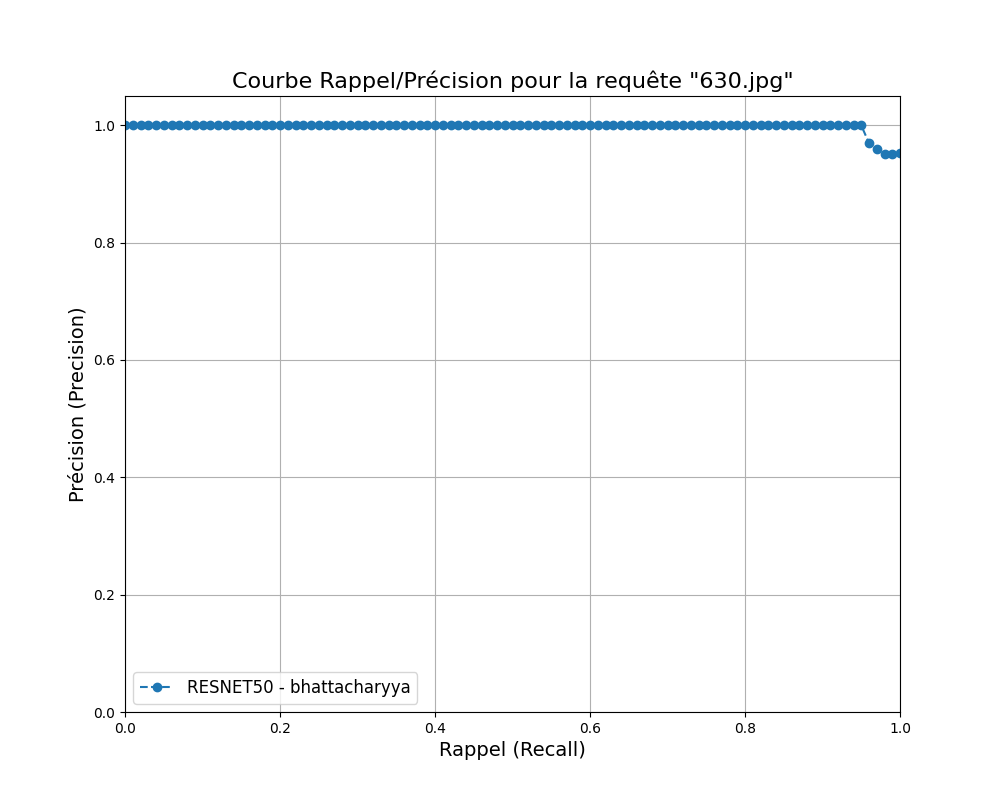 Courbe Rappel/Précision pour la requête "630.jpg"
1.0
0.8
0.6
0.4
0.2
0.0
Précision (Precision)
RESNET50 - bhattacharyya
0.0 0.2 0.4 0.6 0.8 1.0
Rappel (Recall)